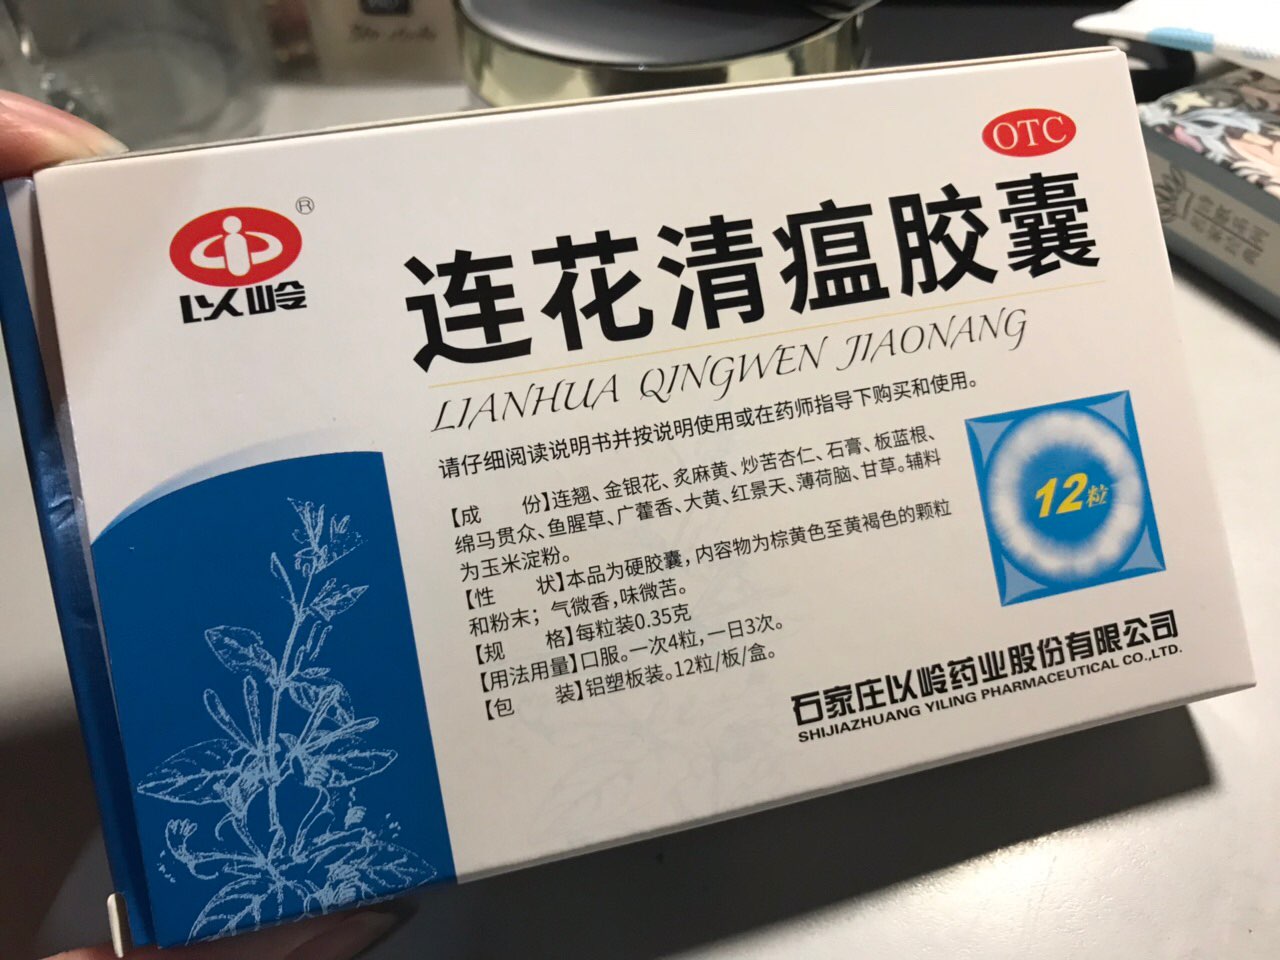 OTC
®
以岭
连花清瘟胶囊
LIANHUA QINGWEN JIAONANG
请仔细阅读说明书并按说明使用或在药师指导下购买和使用。
【成 份】连翘、金银花、炙麻黄、炒苦杏仁、石膏、板蓝根、
绵马贯众、鱼腥草、广藿香、大黄、红景天、薄荷脑、甘草。辅料
为玉米淀粉。
【性 状】本品为硬胶囊，内容物为棕黄色至黄褐色的颗粒
和粉末；气微香，味微苦。
【规 格】每粒装0.35克
【用法用量】口服。一次4粒，一日3次。
【包 装】铝塑板装。12粒/板/盒。
12粒
石家庄以岭药业股份有限公司
SHIJIAZHUANG YILING PHARMACEUTICAL CO.,LTD.